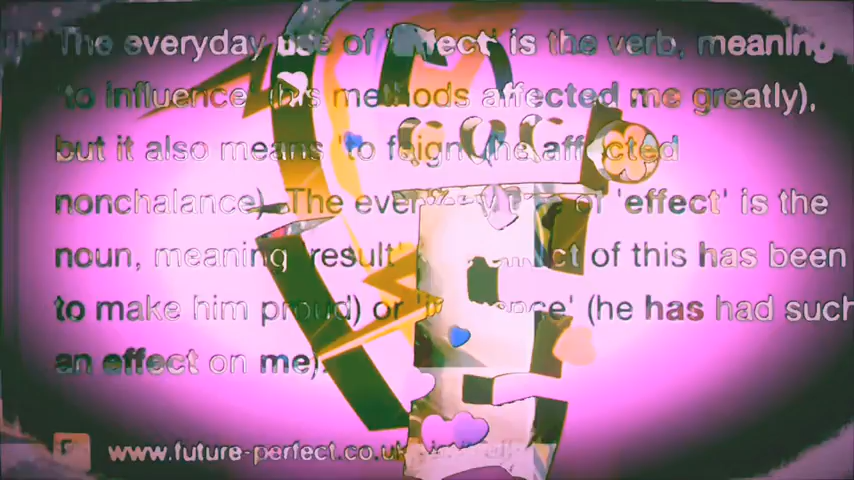 The everyday use of 'affect' is the verb, meaning
'to influence' (his methods affected me greatly),
but it also means 'to feign' (he affected
nonchalance). The everyday use of 'effect' is the
noun, meaning 'result' of this has been
to make him proud) or (he has had such
an effect on me).
www.future-perfect.co.uk